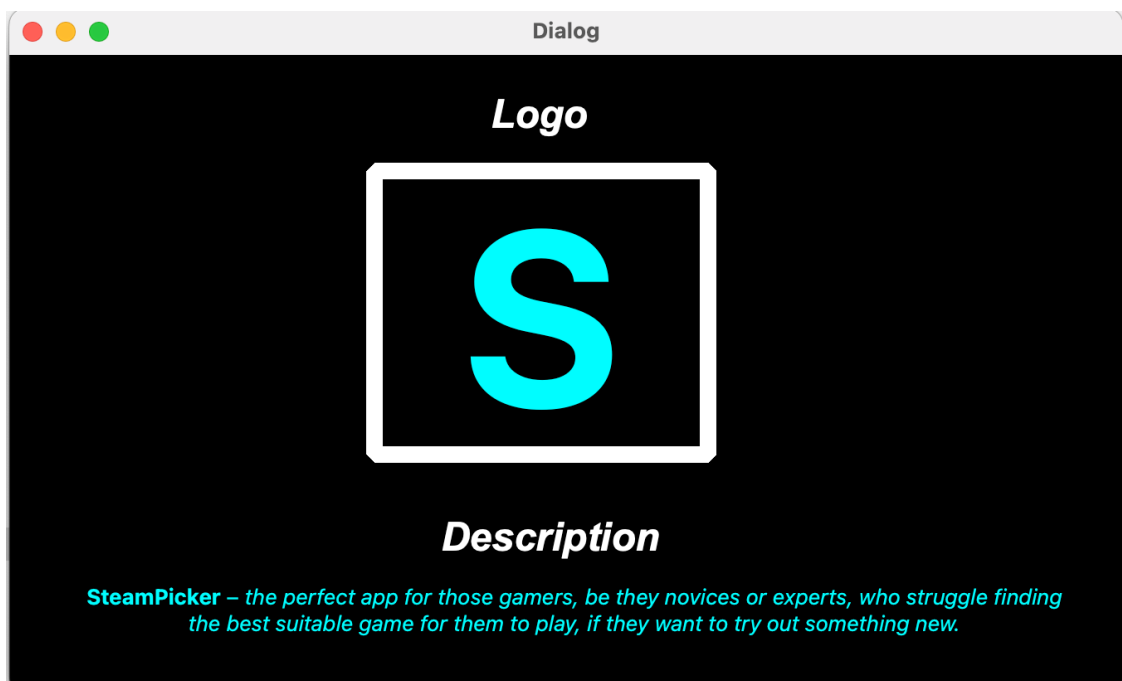 Dialog
Logo
S
Description
SteamPicker – the perfect app for those gamers, be they novices or experts, who struggle finding
the best suitable game for them to play, if they want to try out something new.